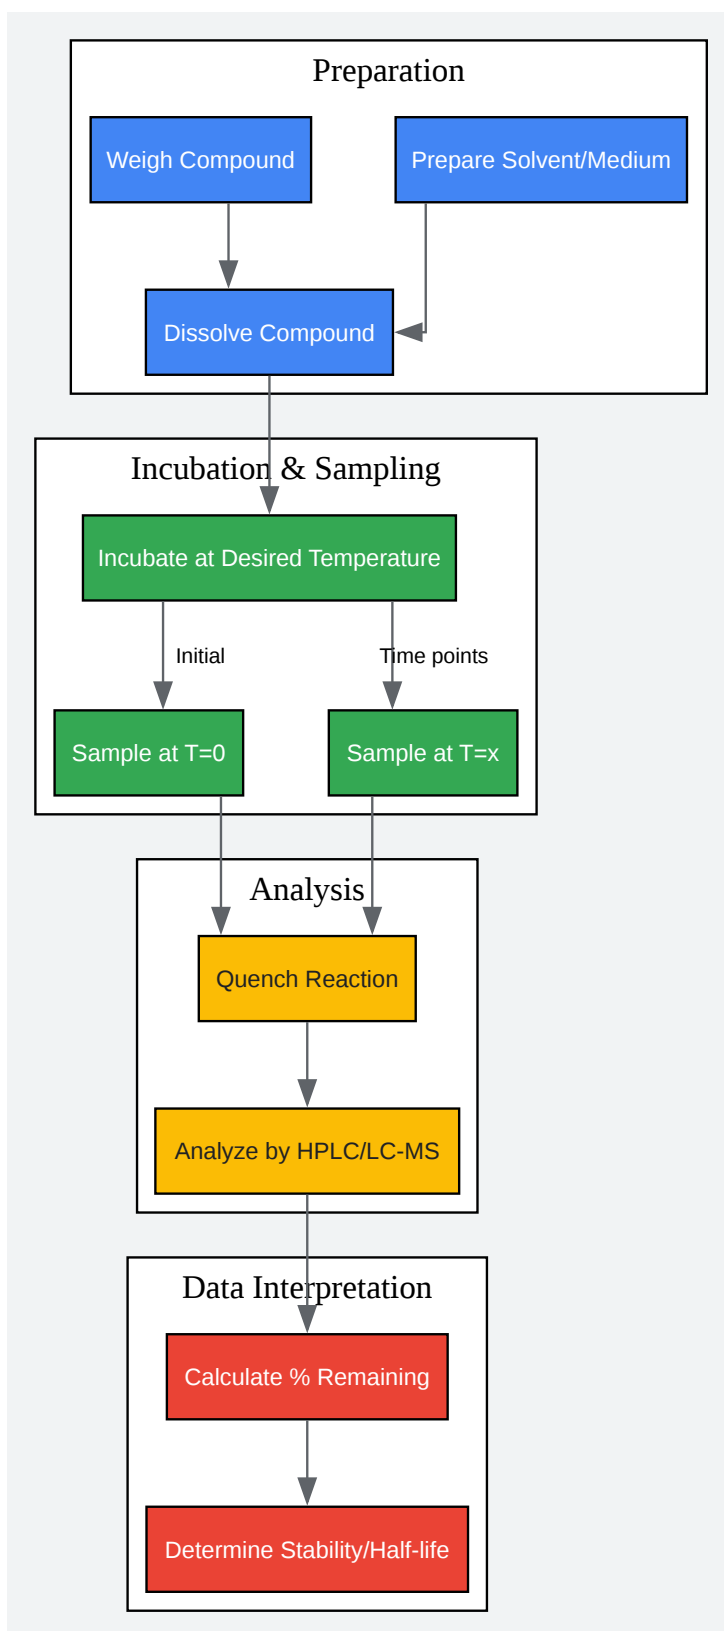 Preparation
Weigh Compound
Prepare Solvent/Medium
Dissolve Compound
Incubation & Sampling
Incubate at Desired Temperature
Initial
Time points
Sample at T=0
Sample at T=x
Analysis
Quench Reaction
Analyze by HPLC/LC-MS
Data Interpretation
Calculate % Remaining
Determine Stability/Half-life